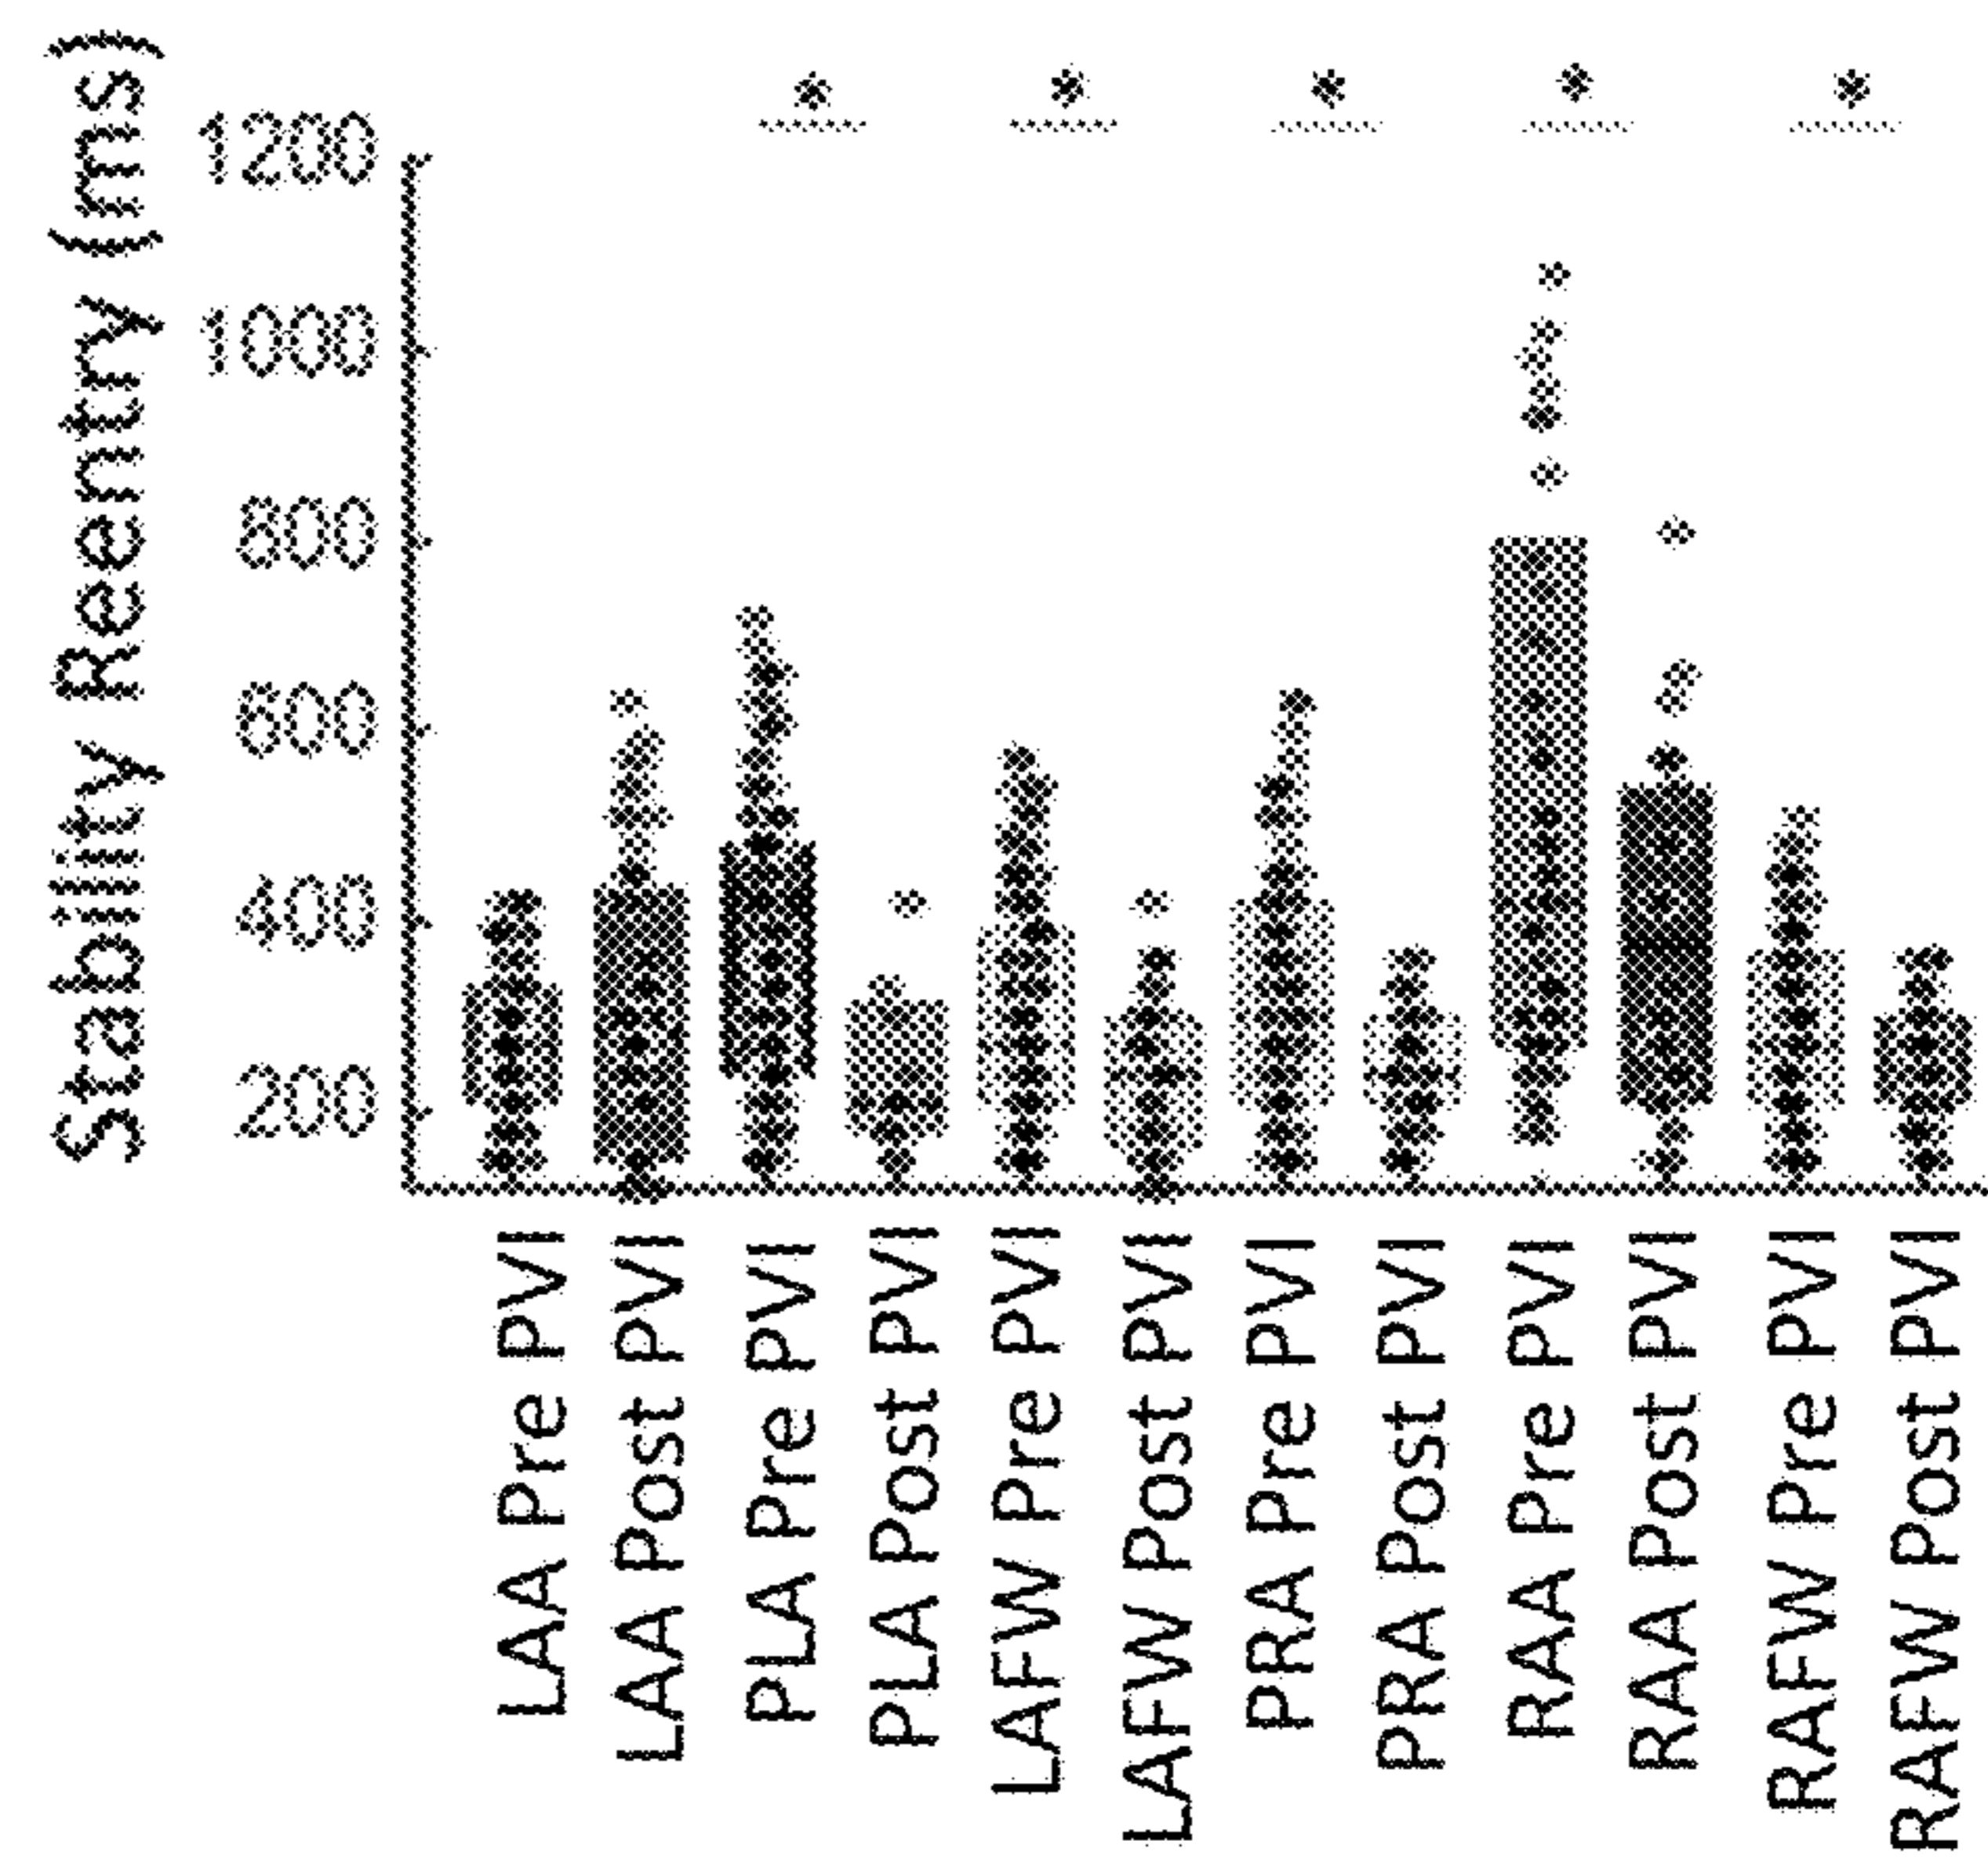 Stability Reentry (ms)
1200
1000
800
600
400
200
* * * * *
LAA Pre PVI
LAA Post PVI
PLA Pre PVI
PLA Post PVI
LAFW Pre PVI
LAFW Post PVI
PRA Pre PVI
PRA Post PVI
RAA Pre PVI
RAA Post PVI
RAFW Pre PVI
RAFW Post PVI